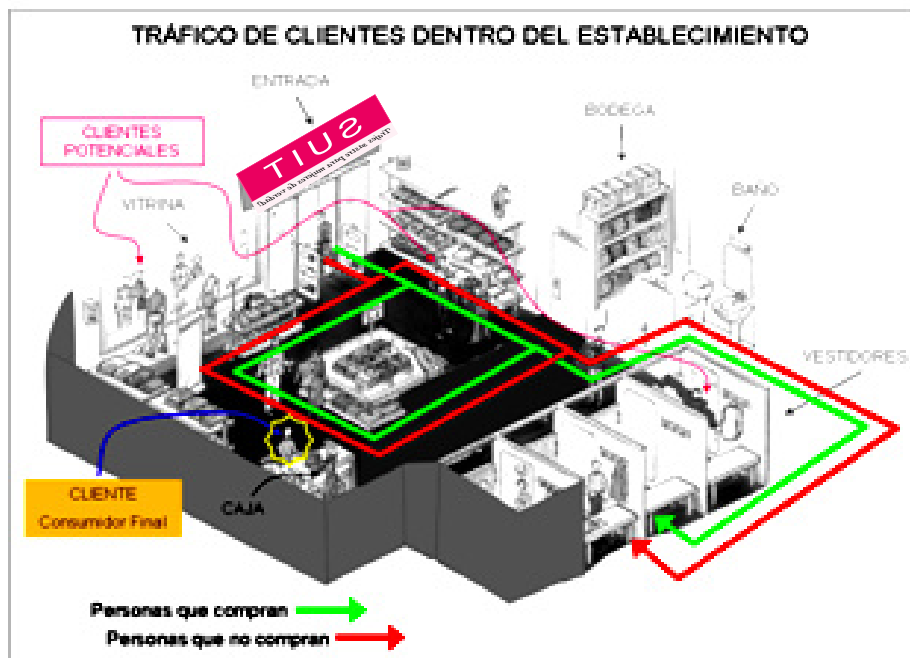 TRÁFICO DE CLIENTES DENTRO DEL ESTABLECIMIENTO
ENTRADA
BODEGA
CLIENTES
POTENCIALES
SUIT
BAÑO
VITRINA
VESTIDORES
CLIENTE
Consumidor Final
CAJA
Personas que compran
Personas que no compran